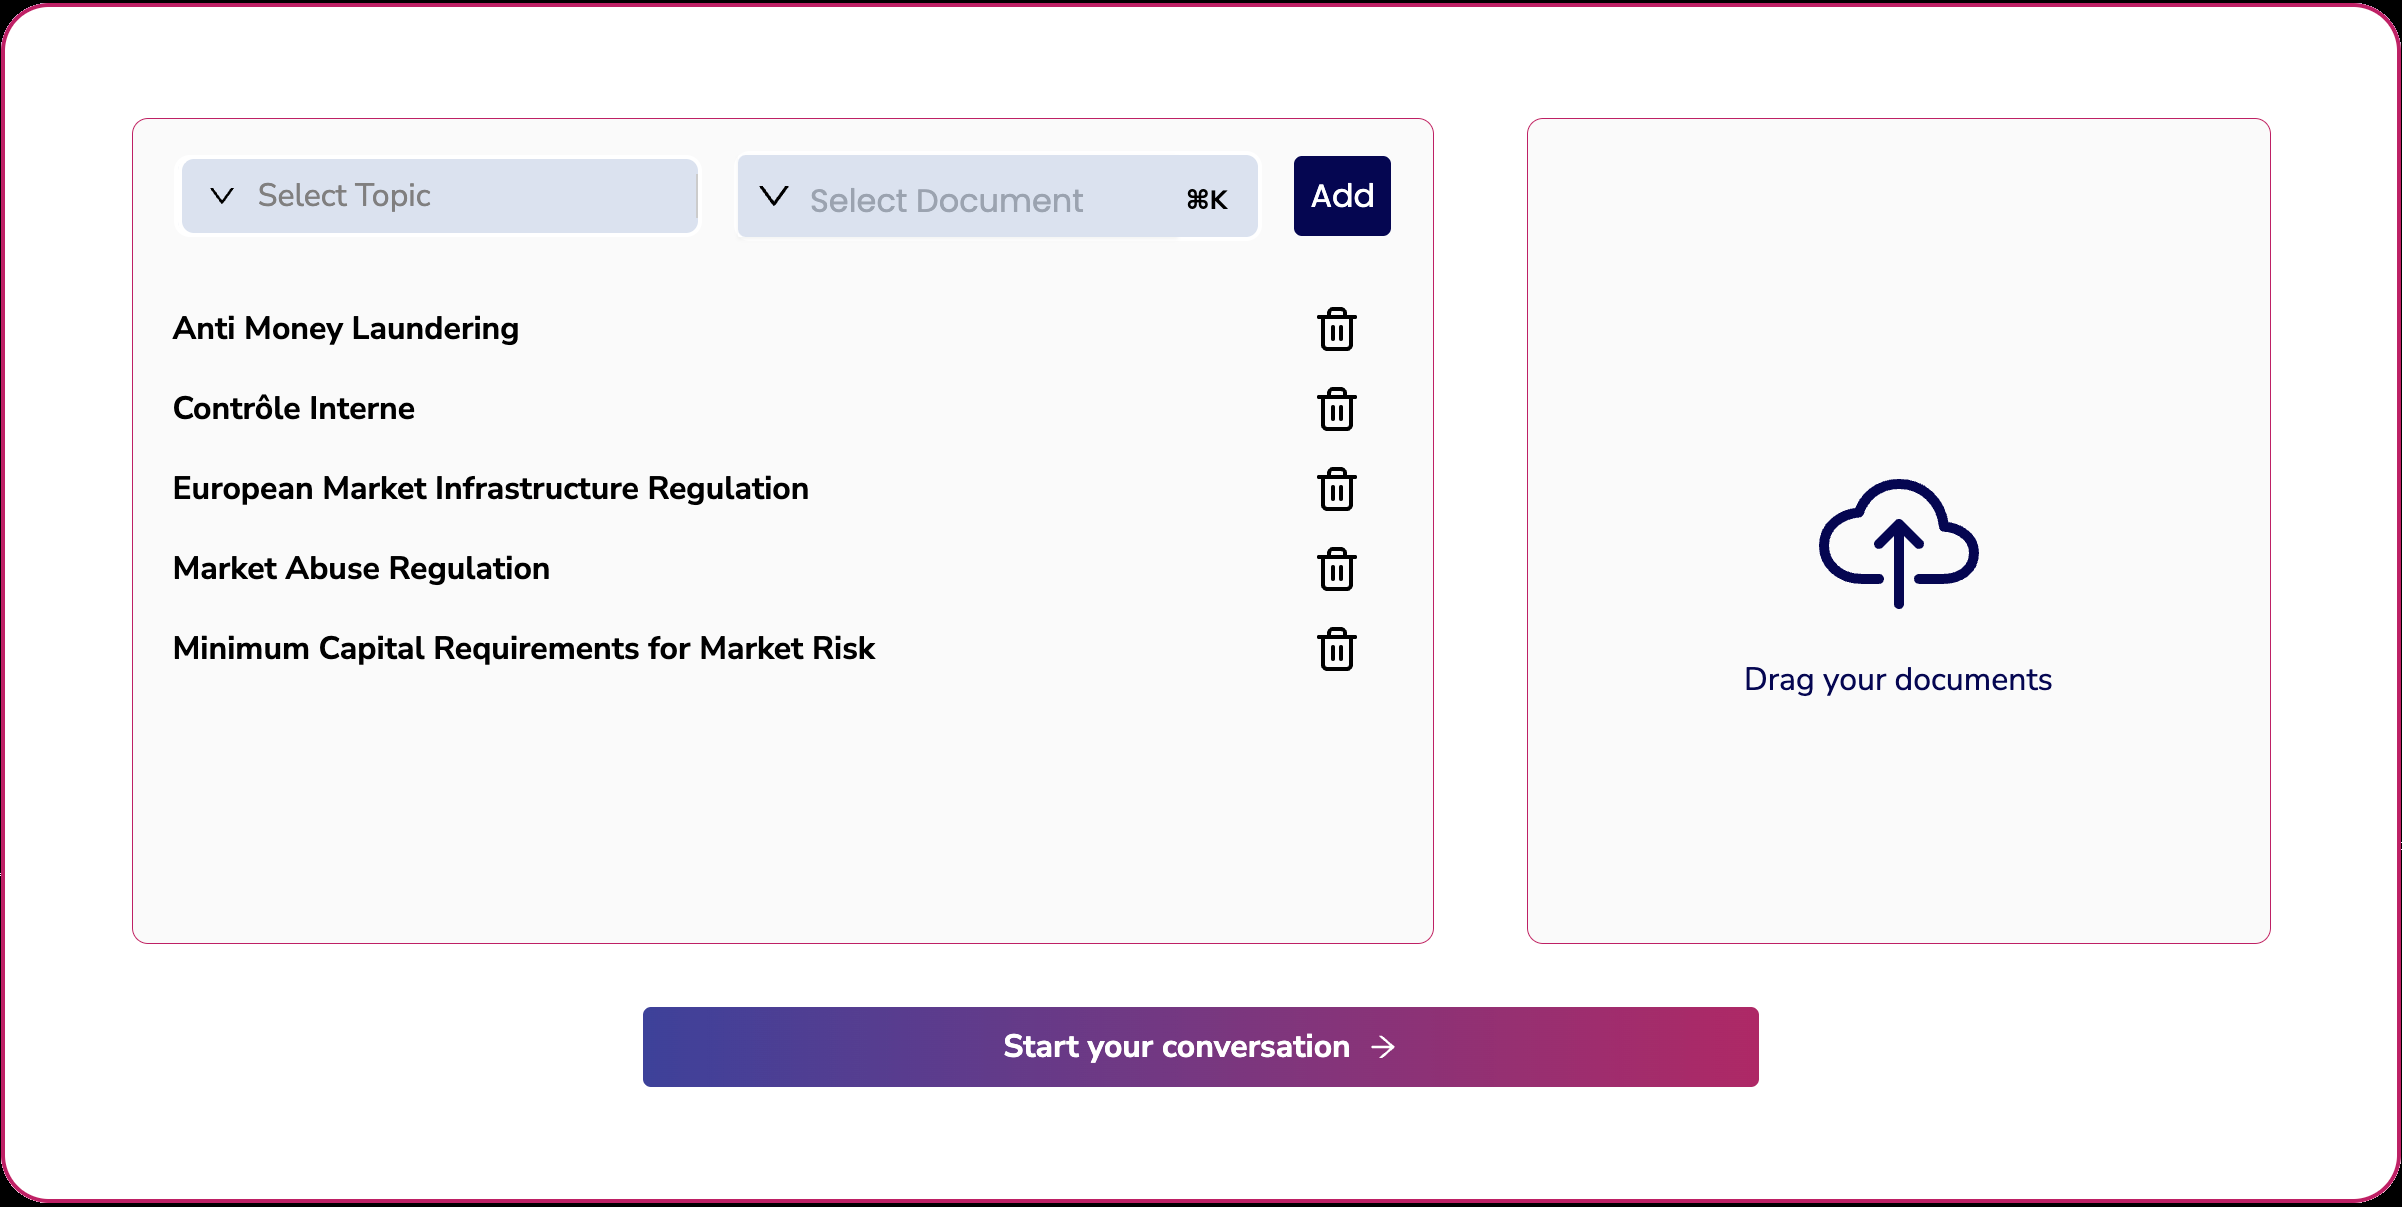 Select Topic
Select Document ⌘K
Add
Anti Money Laundering
Contrôle Interne
European Market Infrastructure Regulation
Market Abuse Regulation
Minimum Capital Requirements for Market Risk
Drag your documents
Start your conversation →